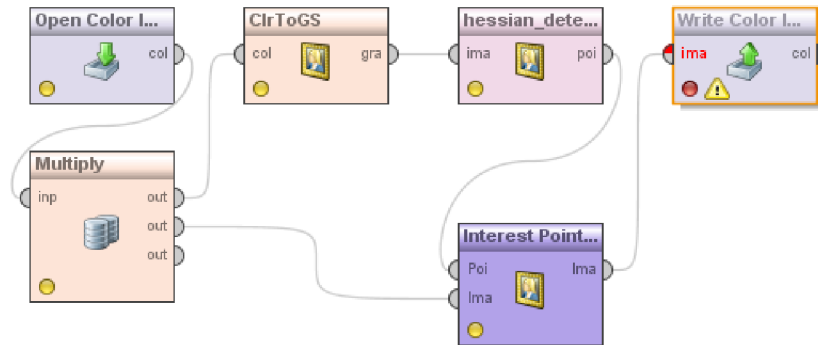 Open Color I...
col
ClrToGS
col
gra
hessian_dete...
ima
poi
Write Color I...
ima
col
Multiply
inp
out
out
out
Interest Point...
Poi
Ima
Ima